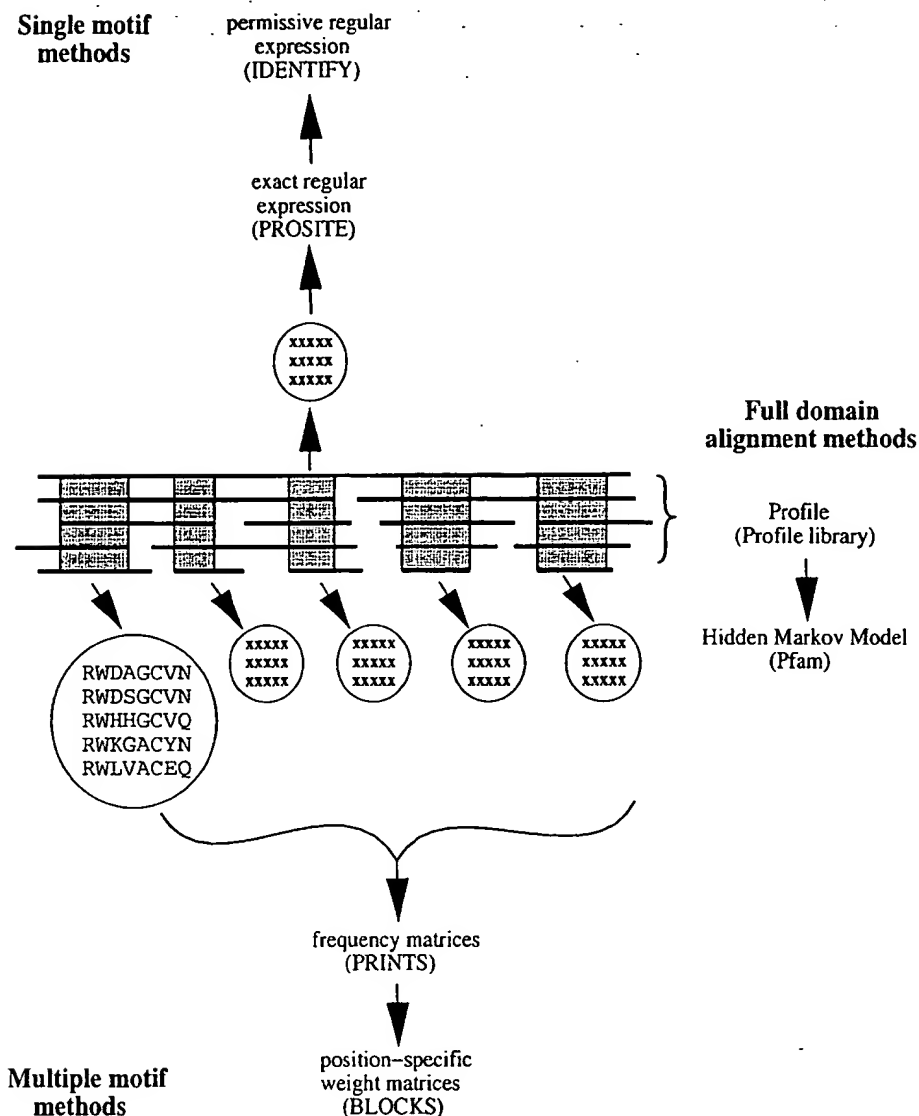 Single motif
methods
permissive regular
expression
(IDENTIFY)
exact regular
expression
(PROSITE)
xxxxx
xxxxx
xxxxx
Full domain
alignment methods
Profile
(Profile library)
Hidden Markov Model
(Pfam)
RWDAGCVN
RWDSGCVN
RWHHGCVQ
RWKGACYN
RWLVACEQ
xxxxx
xxxxx
xxxxx
xxxxx
xxxxx
xxxxx
xxxxx
xxxxx
xxxxx
xxxxx
xxxxx
xxxxx
frequency matrices
(PRINTS)
position-specific
weight matrices
(BLOCKS)
Multiple motif
methods